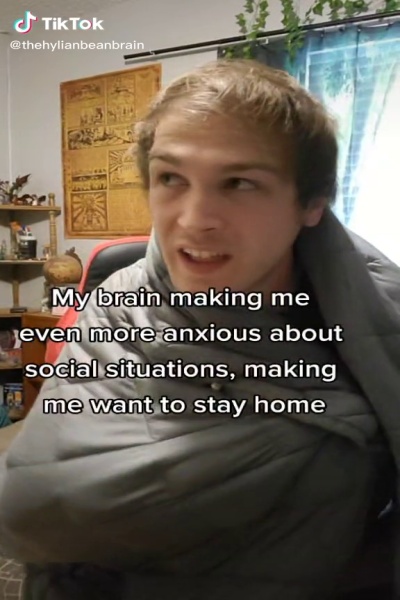 TikTok
@thehylianbeanbrain
My brain making me
even more anxious about
social situations, making
me want to stay home